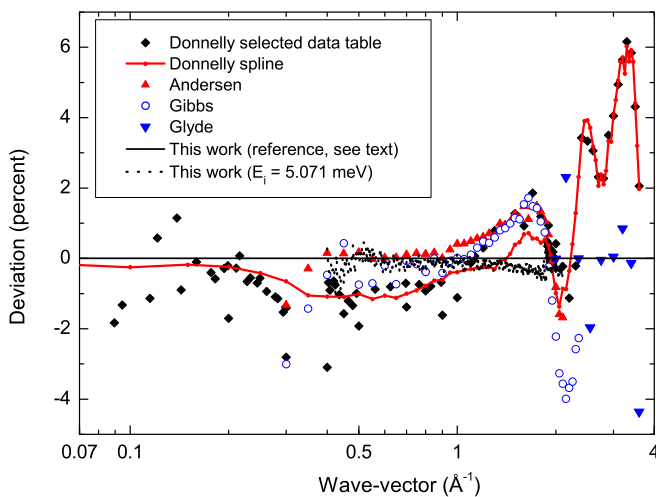 Donnelly selected data table
Donnelly spline
Andersen
Gibbs
Glyde
This work (reference, see text)
This work (Eᵢ = 5.071 meV)
Deviation (percent)
6
4
2
0
-2
-4
0.07 0.1 0.5 1 4
Wave-vector (Å⁻¹)